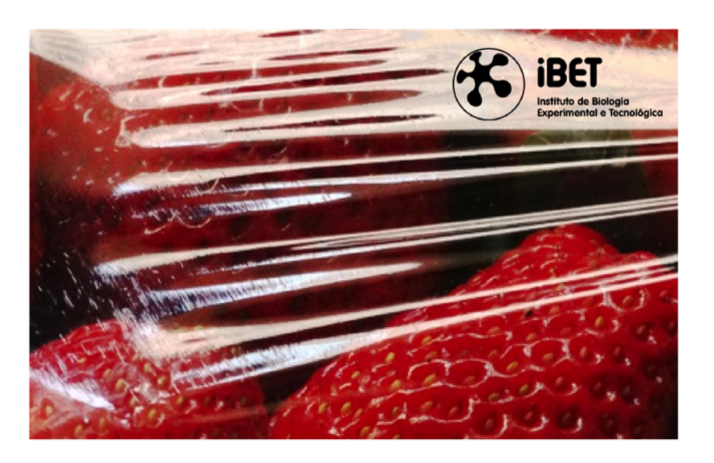 iBET
Instituto de Biologia
Experimental e Tecnológica